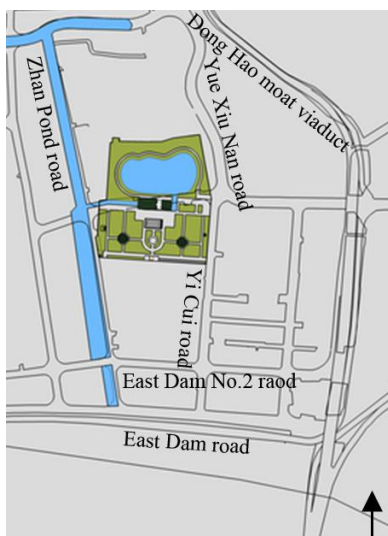 Dong Hao moat viaduct
Zhan Pond road
Yue Xiu Nan road
Yi Cui road
East Dam No.2 raod
East Dam road